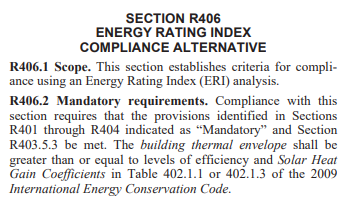 SECTION R406
ENERGY RATING INDEX
COMPLIANCE ALTERNATIVE
R406.1 Scope. This section establishes criteria for compli-
ance using an Energy Rating Index (ERI) analysis.
R406.2 Mandatory requirements. Compliance with this
section requires that the provisions identified in Sections
R401 through R404 indicated as “Mandatory” and Section
R403.5.3 be met. The building thermal envelope shall be
greater than or equal to levels of efficiency and Solar Heat
Gain Coefficients in Table 402.1.1 or 402.1.3 of the 2009
International Energy Conservation Code.